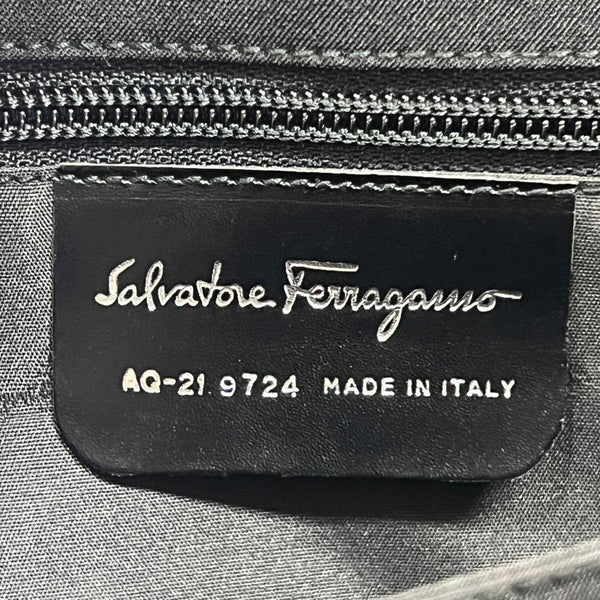 Salvatore Ferragamo
AQ-21 9724 MADE IN ITALY